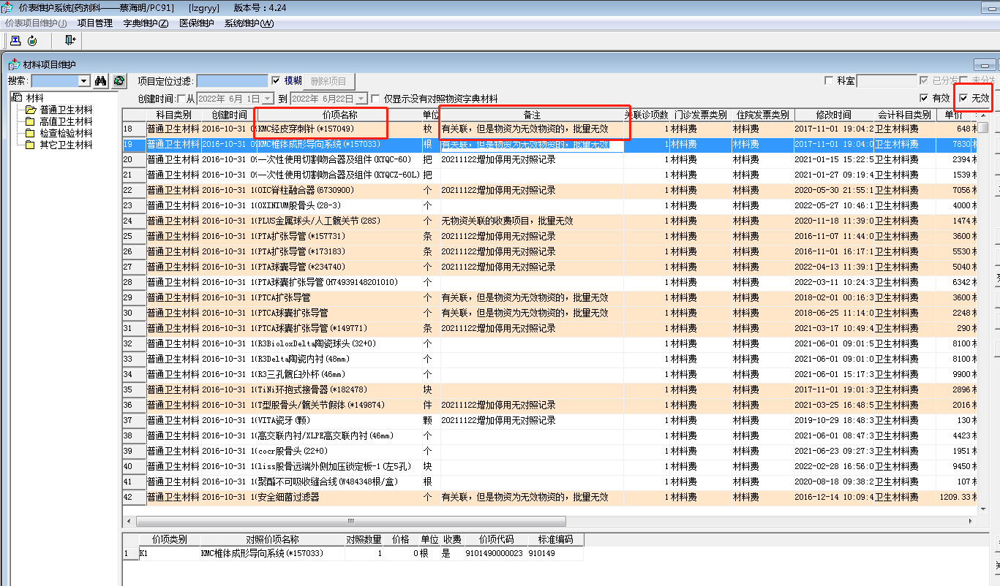 价表维护系统[药剂科——蔡海明/PC91] [lzgryy] 版本号：4.24
价表项目维护(J) 项目管理 字典维护(Z) 医保维护 系统维护(W)
材料项目维护
搜索: 项目定位过滤: 模糊 删除项目 科室 已分发 未分发
创建时间: 从 2022年 6月 1日 到 2022年 6月22日 仅显示没有对照物资字典材料 有效 无效
材料
普通卫生材料
高值卫生材料
检查检验材料
其它卫生材料
科目类别 创建时间 价项名称 单位 备注 关联诊项数 门诊发票类别 住院发票类别 修改时间 会计科目类别 单价
18 普通卫生材料 2016-10-31 09 KMC经皮穿刺针(*157049) 枚 有关联，但是物资为无效物资的，批量无效 1 材料费 材料费 2017-11-01 19:04:2 卫生材料费 648
19 普通卫生材料 2016-10-31 09 KMC椎体成形导向系统(*157033) 根 有关联，但是物资为无效物资的，批量无效 1 材料费 材料费 2017-11-01 19:04:0 卫生材料费 7830
20 普通卫生材料 2016-10-31 09 一次性使用切割吻合器及组件(KYQC-60) 把 20211122增加停用无对照记录 1 材料费 材料费 2021-01-15 15:22:5 卫生材料费 2394
21 普通卫生材料 2016-10-31 09 一次性使用切割吻合器及组件(KYQCZ-60L) 把 1 材料费 材料费 2021-01-27 09:19:4 卫生材料费 1539
22 普通卫生材料 2016-10-31 10 OIC脊柱融合器(6730900) 个 20211122增加停用无对照记录 1 材料费 材料费 2020-05-30 21:55:1 卫生材料费 7056
23 普通卫生材料 2016-10-31 10 OXINIUM股骨头(28-3) 个 1 材料费 材料费 2022-05-27 10:46:1 卫生材料费 4000
24 普通卫生材料 2016-10-31 10 PLUS金属球头/人工髋关节(28S) 个 无物资关联的收费项目，批量无效 1 材料费 材料费 2020-11-18 11:39:0 卫生材料费 1474
25 普通卫生材料 2016-10-31 10 PTA扩张导管(*157731) 条 20211122增加停用无对照记录 1 材料费 材料费 2016-11-07 11:44:0 卫生材料费 3600
26 普通卫生材料 2016-10-31 10 PTA扩张导管(*173183) 条 20211122增加停用无对照记录 1 材料费 材料费 2016-11-01 16:17:1 卫生材料费 5530
27 普通卫生材料 2016-10-31 10 PTA球囊导管(*234740) 个 20211122增加停用无对照记录 1 材料费 材料费 2022-04-13 11:39:1 卫生材料费 5040
28 普通卫生材料 2016-10-31 10 PTA球囊扩张导管(H74939148201010) 个 1 材料费 材料费 2022-03-11 10:24:3 卫生材料费 6342
29 普通卫生材料 2016-10-31 10 PTCA扩张导管 个 有关联，但是物资为无效物资的，批量无效 1 材料费 材料费 2018-02-01 00:16:3 卫生材料费 3600
30 普通卫生材料 2016-10-31 10 PTCA球囊扩张导管 个 有关联，但是物资为无效物资的，批量无效 1 材料费 材料费 2018-06-25 11:14:0 卫生材料费 2248
31 普通卫生材料 2016-10-31 10 PTCA球囊扩张导管(*149771) 条 20211122增加停用无对照记录 1 材料费 材料费 2021-03-17 10:49:4 卫生材料费 290
32 普通卫生材料 2016-10-31 10 R3BioloxDelta陶瓷球头(32+0) 个 1 材料费 材料费 2021-06-01 09:01:5 卫生材料费 8100
33 普通卫生材料 2016-10-31 10 R3Delta陶瓷内衬(48mm) 个 1 材料费 材料费 2021-06-01 09:01:0 卫生材料费 8100
34 普通卫生材料 2016-10-31 10 R3三孔髋臼外杯(46mm) 个 1 材料费 材料费 2021-06-01 15:17:3 卫生材料费 9900
35 普通卫生材料 2016-10-31 10 TiNi环抱式接骨器(*182478) 块 1 材料费 材料费 2017-11-01 19:01:3 卫生材料费 2896
36 普通卫生材料 2016-10-31 10 T型股骨头/髋关节假体(*149874) 件 20211122增加停用无对照记录 1 材料费 材料费 2021-03-25 16:48:5 卫生材料费 2016
37 普通卫生材料 2016-10-31 10 VITA瓷牙(颗) 颗 20211122增加停用无对照记录 1 材料费 材料费 2019-10-29 18:48:3 卫生材料费 130
38 普通卫生材料 2016-10-31 10 高交联内衬/XLPE高交联内衬(46mm) 个 1 材料费 材料费 2021-06-01 08:47:3 卫生材料费 4423
39 普通卫生材料 2016-10-31 10 cocr股骨头(22+0) 个 1 材料费 材料费 2021-06-23 09:27:3 卫生材料费 1951
40 普通卫生材料 2016-10-31 10 liss股骨远端外侧加压锁定板-1(左5孔) 块 1 材料费 材料费 2022-02-28 16:56:0 卫生材料费 9450
41 普通卫生材料 2016-10-31 10 聚酯不可吸收缝合线(W484348根/盒) 根 1 材料费 材料费 2020-08-18 09:38:2 卫生材料费 107
42 普通卫生材料 2016-10-31 10 安全细菌过滤器 个 有关联，但是物资为无效物资的，批量无效 1 材料费 材料费 2016-12-14 10:09:4 卫生材料费 1209.33
价项类别 对照价项名称 对照数量 价格 单位 收费 价项代码 标准编码
1 K1 KMC椎体成形导向系统(*157033) 1 0 根 是 9101490000023 910149